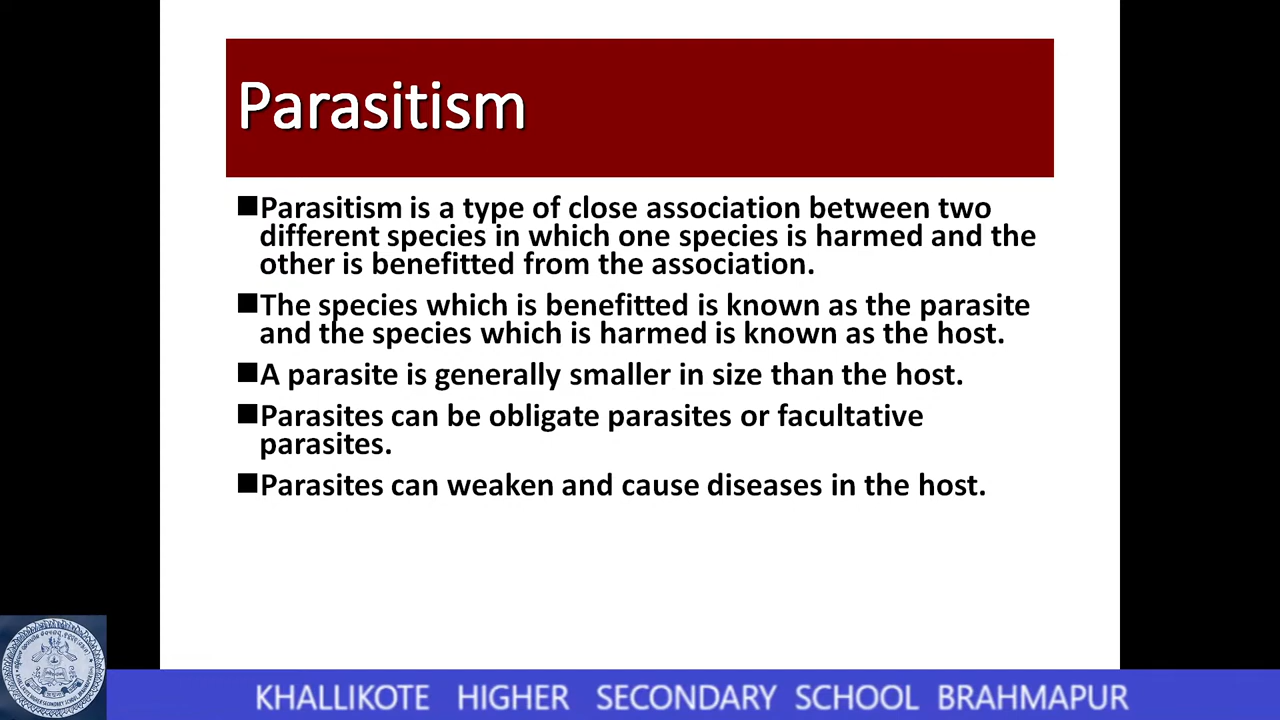 Parasitism
■Parasitism is a type of close association between two
different species in which one species is harmed and the
other is benefitted from the association.
■The species which is benefitted is known as the parasite
and the species which is harmed is known as the host.
■A parasite is generally smaller in size than the host.
■Parasites can be obligate parasites or facultative
parasites.
■Parasites can weaken and cause diseases in the host.
KHALLIKOTE HIGHER SECONDARY SCHOOL BRAHMAPUR